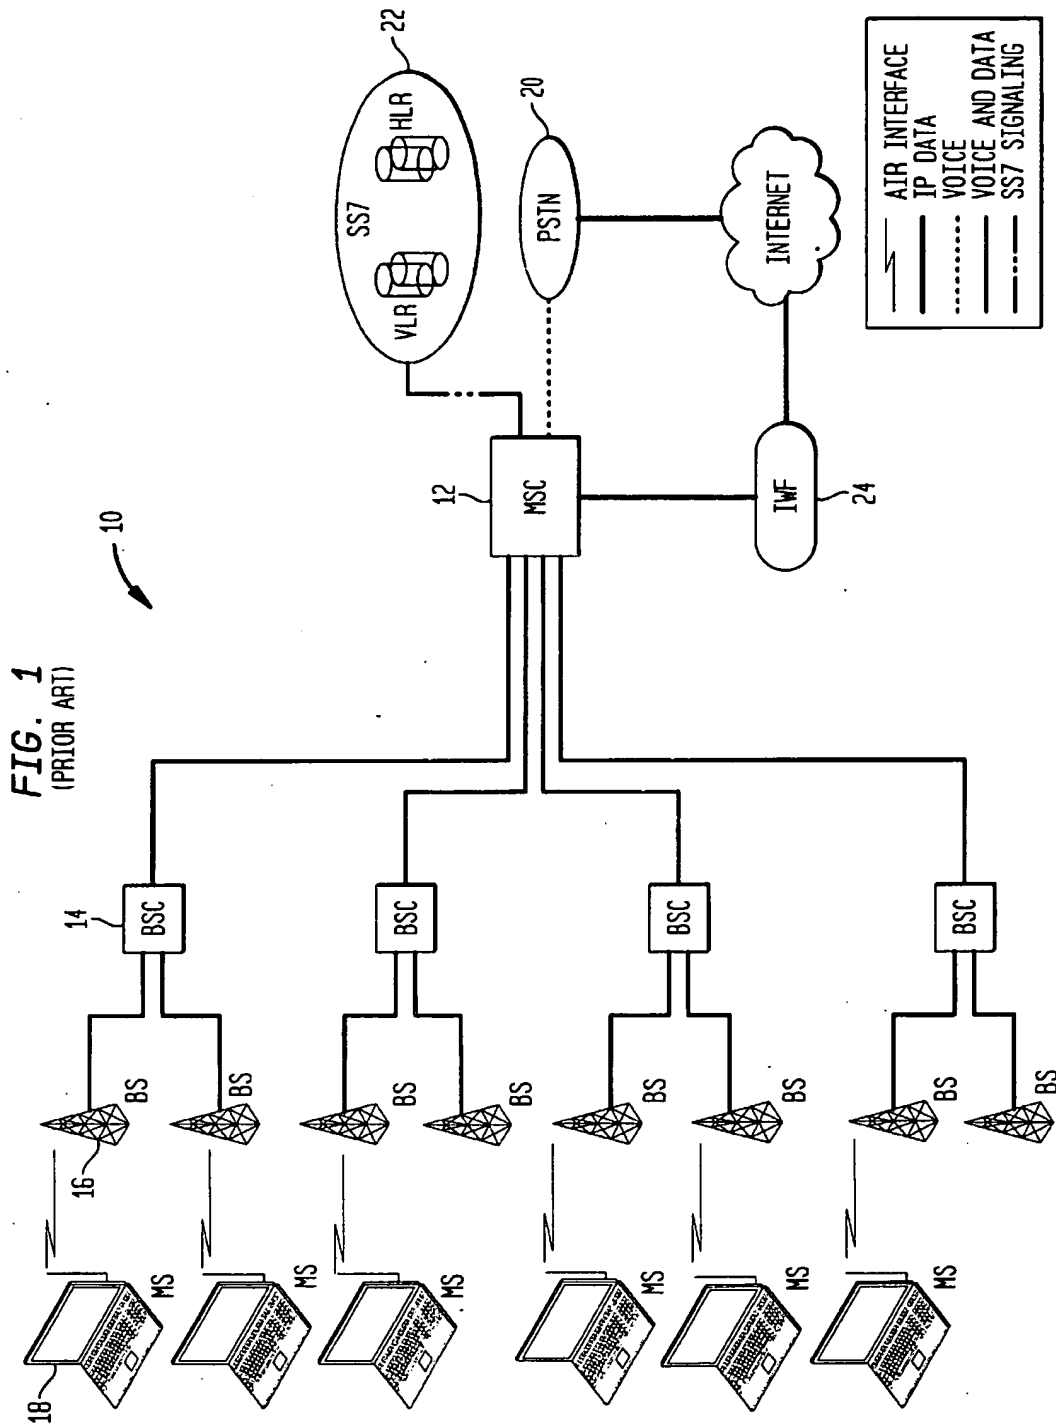 FIG. 1
(PRIOR ART)
10
18
MS
MS
MS
MS
MS
MS
16
BS
BS
BS
BS
BS
BS
BS
BS
14
BSC
BSC
BSC
BSC
12
MSC
22
SS7
VLR
HLR
20
PSTN
IWF
24
INTERNET
AIR INTERFACE
IP DATA
VOICE
VOICE AND DATA
SS7 SIGNALING